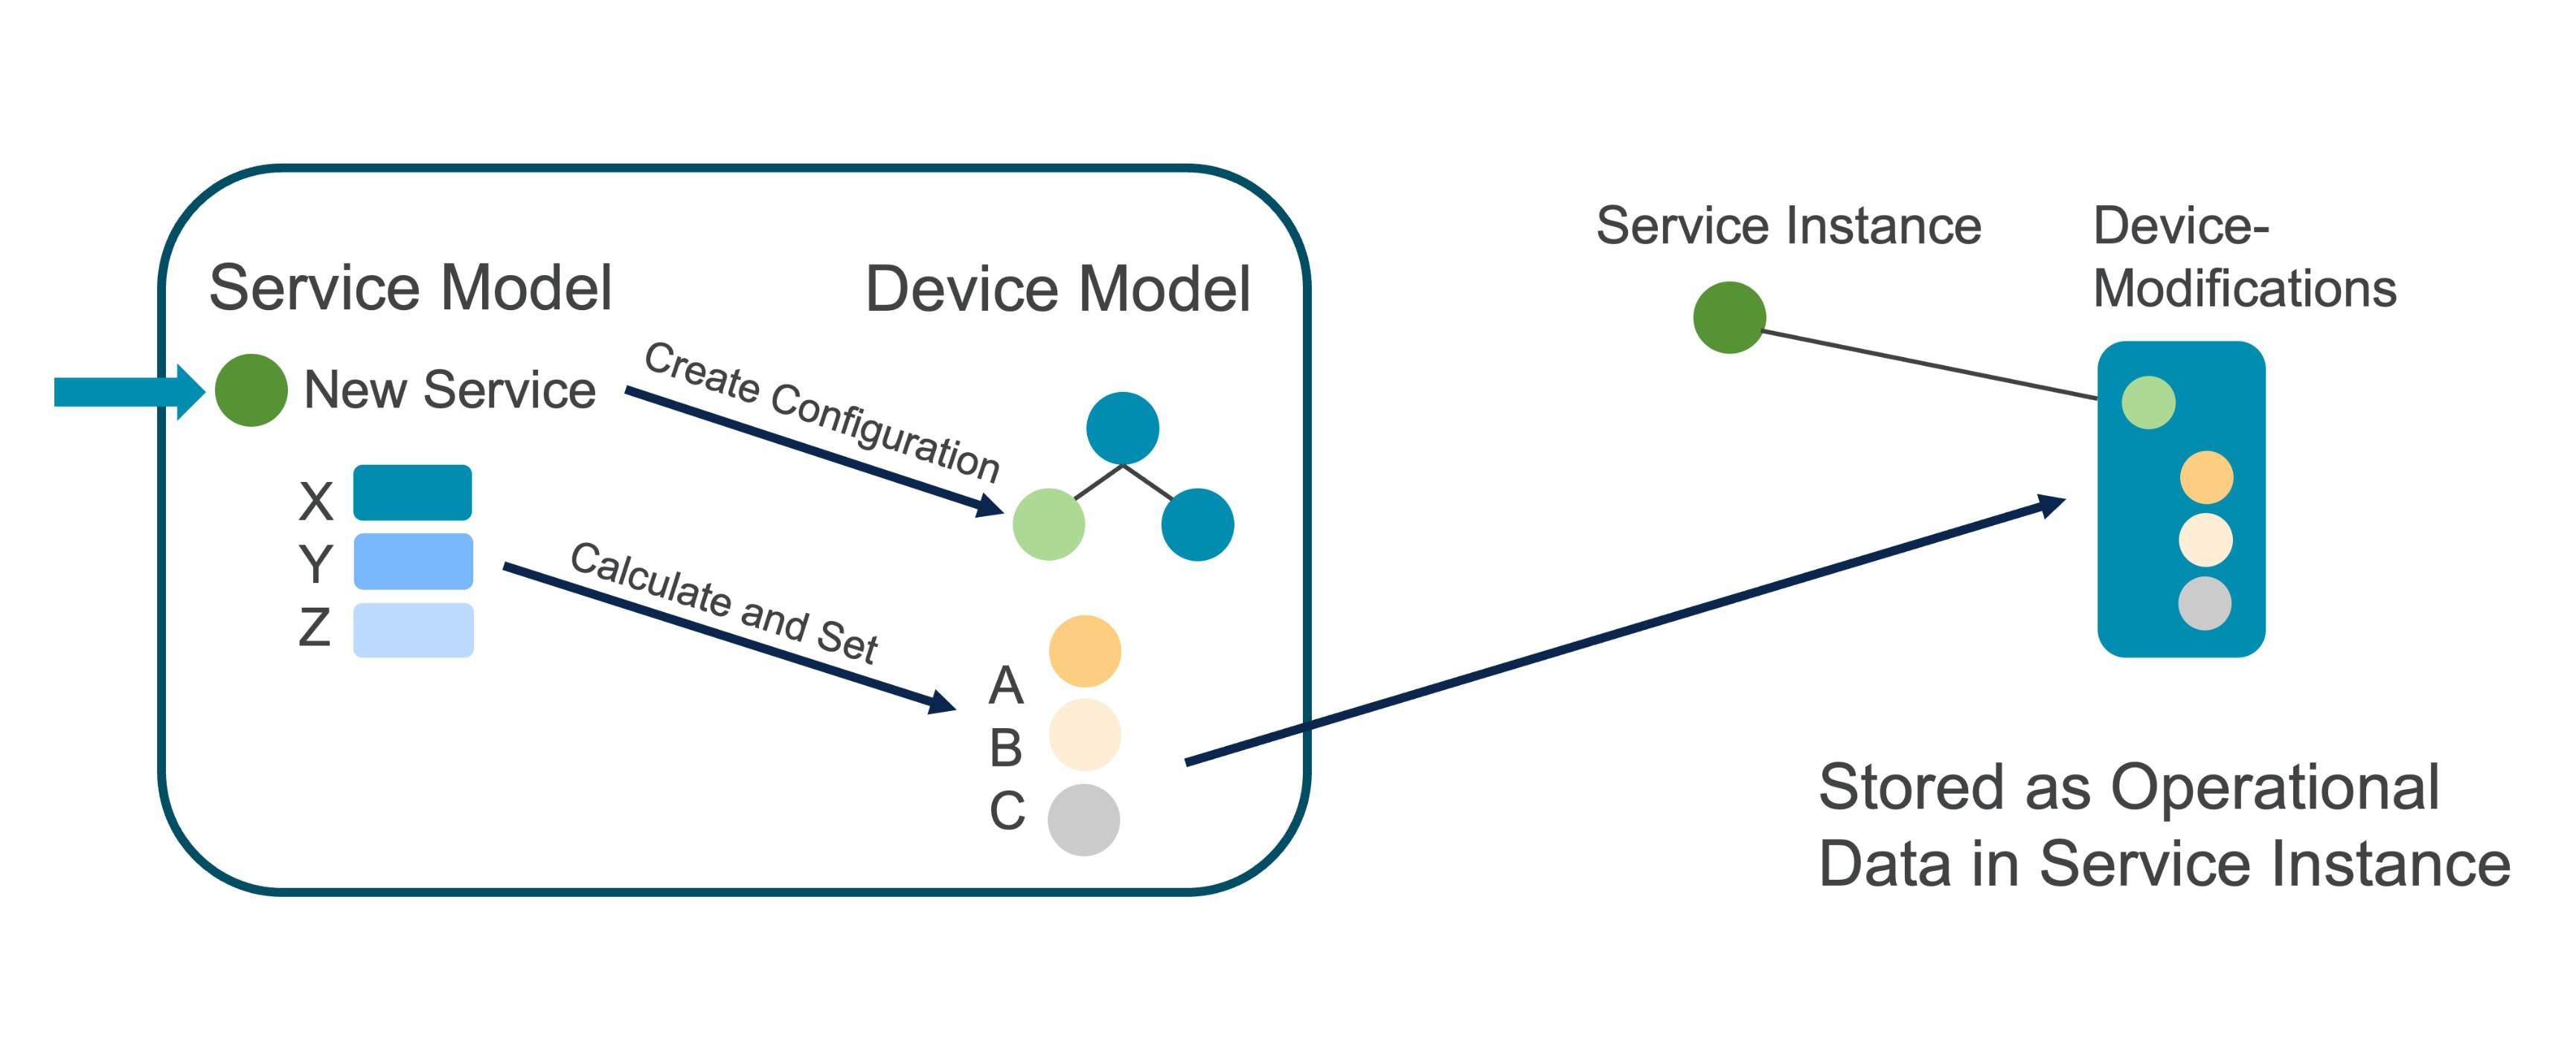 Service Model
New Service
X
Y
Z
Create Configuration
Calculate and Set
Device Model
A
B
C
Service Instance
Device-
Modifications
Stored as Operational
Data in Service Instance